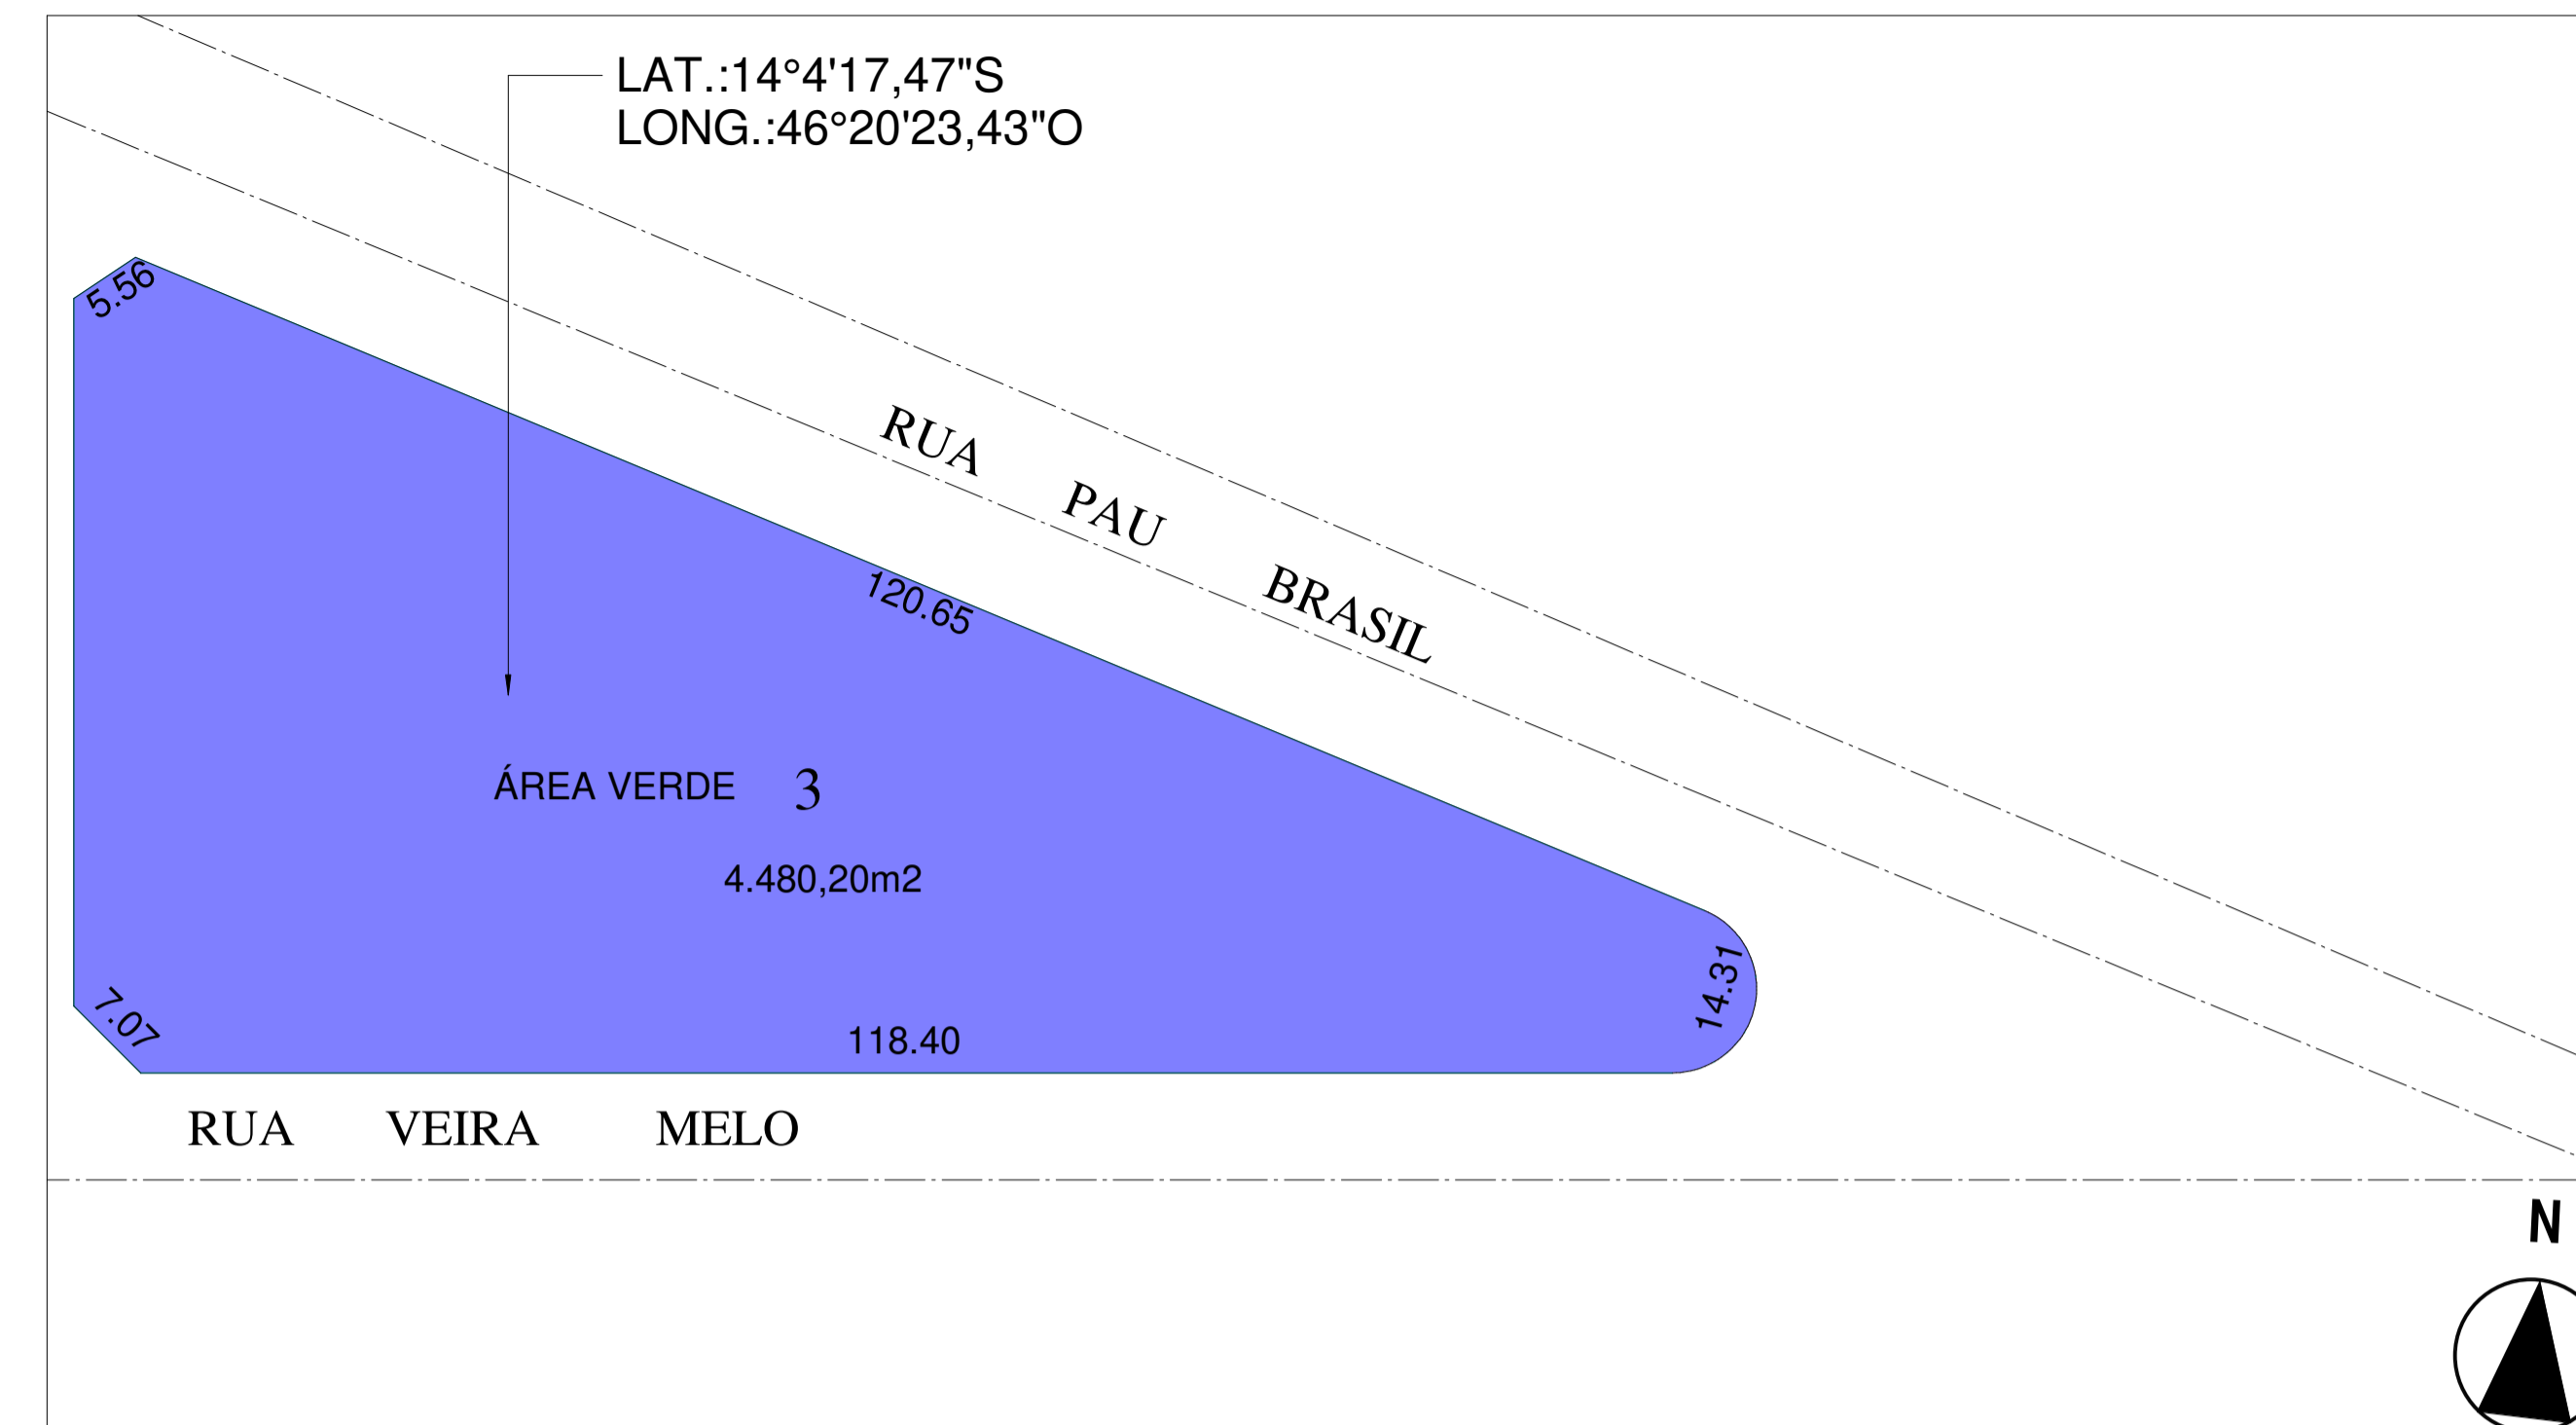 LAT.:14°4'17,47"S
LONG.:46°20'23,43"O
5.56
RUA PAU BRASIL
120.65
ÁREA VERDE 3
4.480,20m2
14.31
7.07
118.40
RUA VEIRA MELO
N